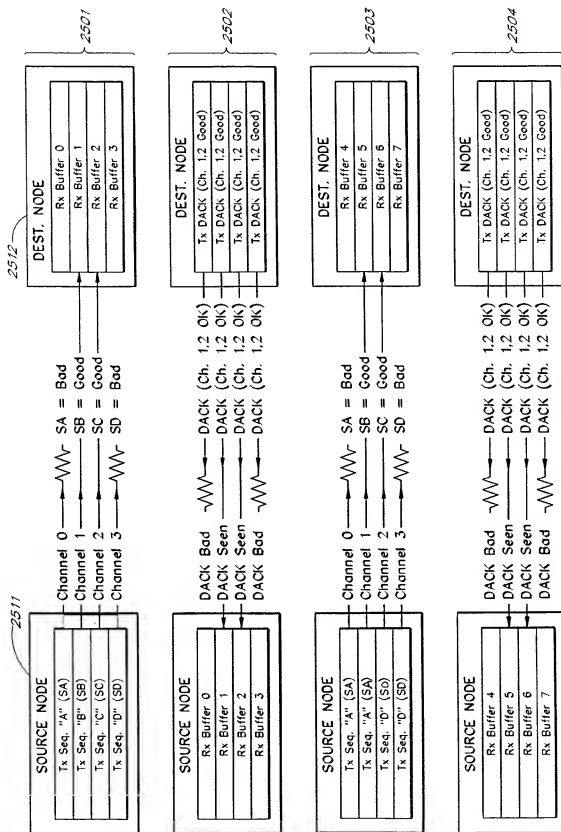 2511
2512
SOURCE NODE
Tx Seq. "A" (SA)
Tx Seq. "B" (SB)
Tx Seq. "C" (SC)
Tx Seq. "D" (SD)
Channel 0
SA = Bad
Channel 1
SB = Good
Channel 2
SC = Good
Channel 3
SD = Bad
DEST. NODE
Rx Buffer 0
Rx Buffer 1
Rx Buffer 2
Rx Buffer 3
2501
SOURCE NODE
Rx Buffer 0
Rx Buffer 1
Rx Buffer 2
Rx Buffer 3
DACK Bad
DACK (Ch. 1,2 OK)
DACK Seen
DACK (Ch. 1,2 OK)
DACK Seen
DACK (Ch. 1,2 OK)
DACK Bad
DACK (Ch. 1,2 OK)
DEST. NODE
Tx DACK (Ch. 1,2 Good)
Tx DACK (Ch. 1,2 Good)
Tx DACK (Ch. 1,2 Good)
Tx DACK (Ch. 1,2 Good)
2502
SOURCE NODE
Tx Seq. "A" (SA)
Tx Seq. "A" (SA)
Tx Seq. "D" (SD)
Tx Seq. "D" (SD)
Channel 0
SA = Bad
Channel 1
SB = Good
Channel 2
SC = Good
Channel 3
SD = Bad
DEST. NODE
Rx Buffer 4
Rx Buffer 5
Rx Buffer 6
Rx Buffer 7
2503
SOURCE NODE
Rx Buffer 4
Rx Buffer 5
Rx Buffer 6
Rx Buffer 7
DACK Bad
DACK (Ch. 1,2 OK)
DACK Seen
DACK (Ch. 1,2 OK)
DACK Seen
DACK (Ch. 1,2 OK)
DACK Bad
DACK (Ch. 1,2 OK)
DEST. NODE
Tx DACK (Ch. 1,2 Good)
Tx DACK (Ch. 1,2 Good)
Tx DACK (Ch. 1,2 Good)
Tx DACK (Ch. 1,2 Good)
2504